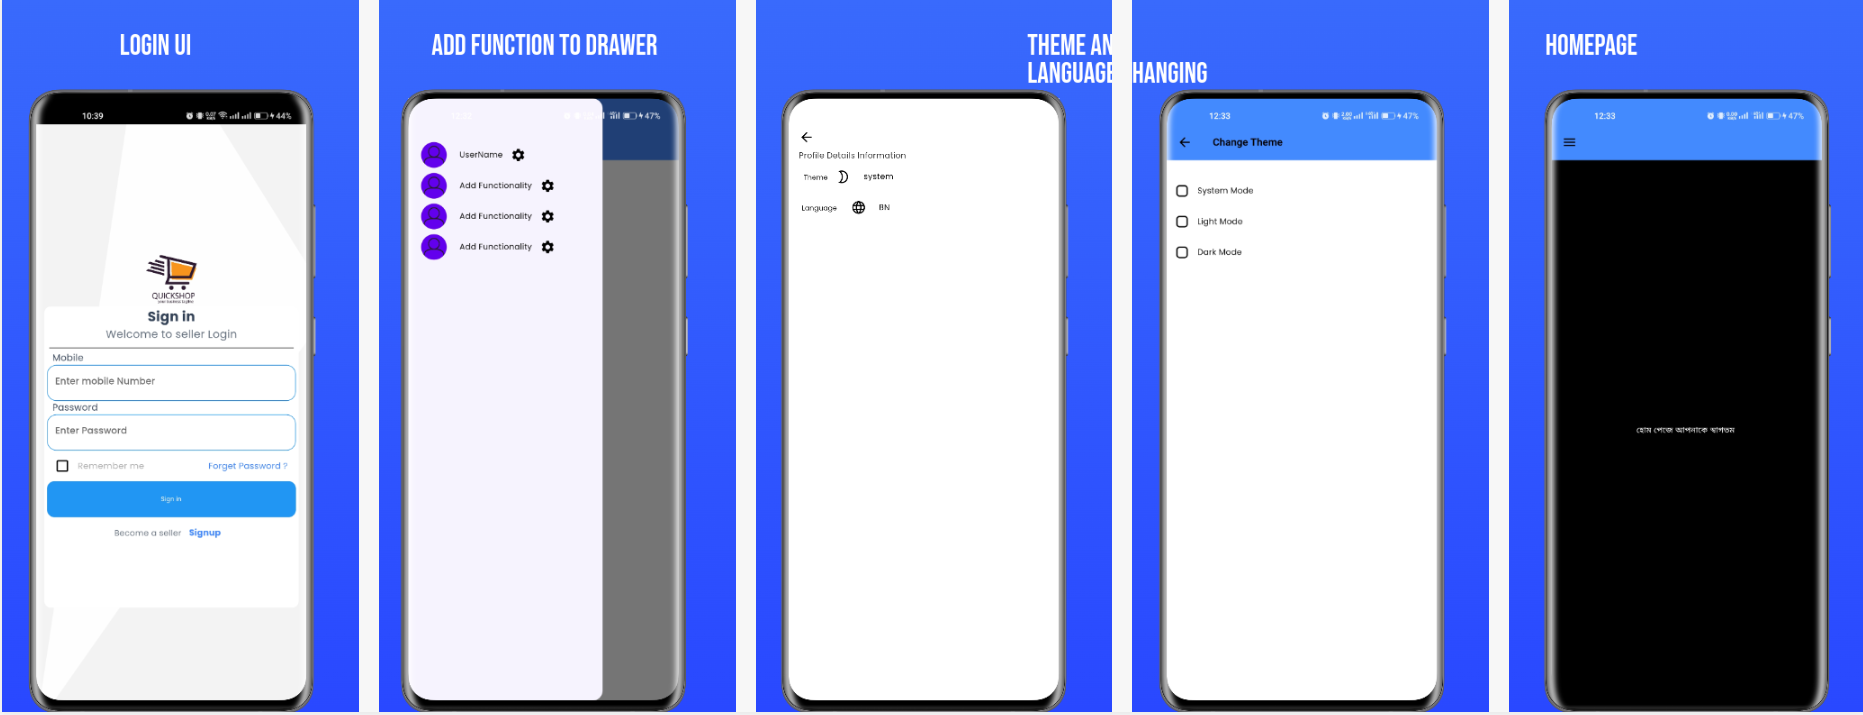 LOGIN UI
10:39
44%
QUICKSHOP
Sign in
Welcome to seller Login
Mobile
Enter mobile Number
Password
Enter Password
Remember me
Forget Password ?
Sign in
Become a seller Signup
ADD FUNCTION TO DRAWER
47%
UserName
Add Functionality
Add Functionality
Add Functionality
THEME AN
LANGUAGE HANGING
Profile Details Information
Theme system
Language BN
12:33
47%
Change Theme
System Mode
Light Mode
Dark Mode
HOMEPAGE
12:33
47%
হোম পেজে আপনাকে স্বাগতম